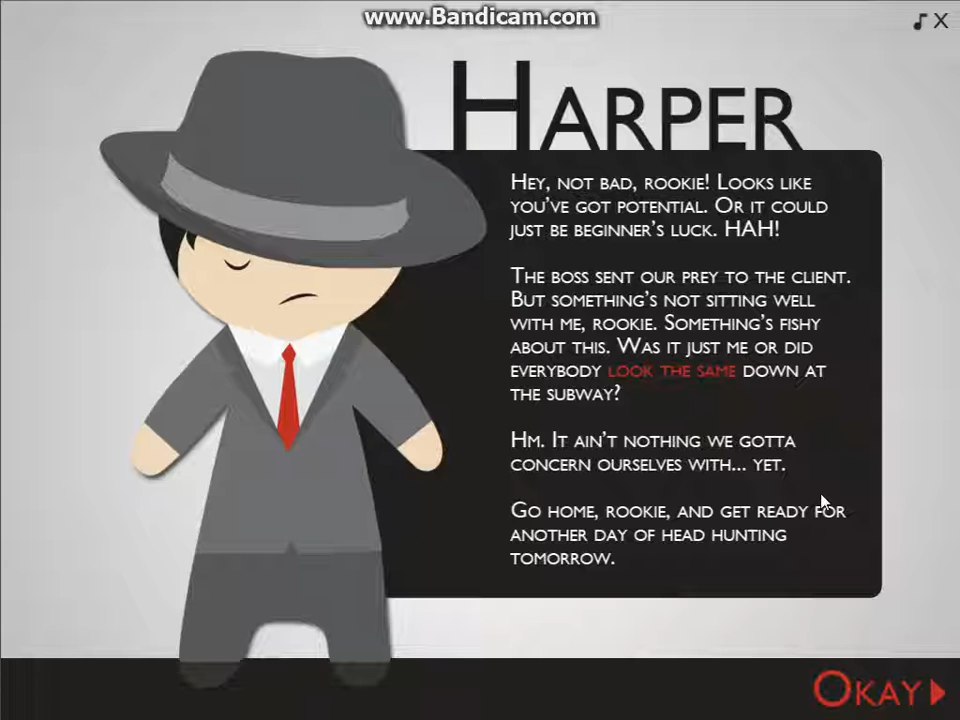 www.Bandicam.com
X
HARPER
HEY, NOT BAD, ROOKIE! LOOKS LIKE
YOU'VE GOT POTENTIAL. OR IT COULD
JUST BE BEGINNER'S LUCK. HAH!
THE BOSS SENT OUR PREY TO THE CLIENT.
BUT SOMETHING'S NOT SITTING WELL
WITH ME, ROOKIE. SOMETHING'S FISHY
ABOUT THIS. WAS IT JUST ME OR DID
EVERYBODY LOOK THE SAME DOWN AT
THE SUBWAY?
HM. IT AIN'T NOTHING WE GOTTA
CONCERN OURSELVES WITH... YET.
GO HOME, ROOKIE, AND GET READY FOR
ANOTHER DAY OF HEAD HUNTING
TOMORROW.
OKAY